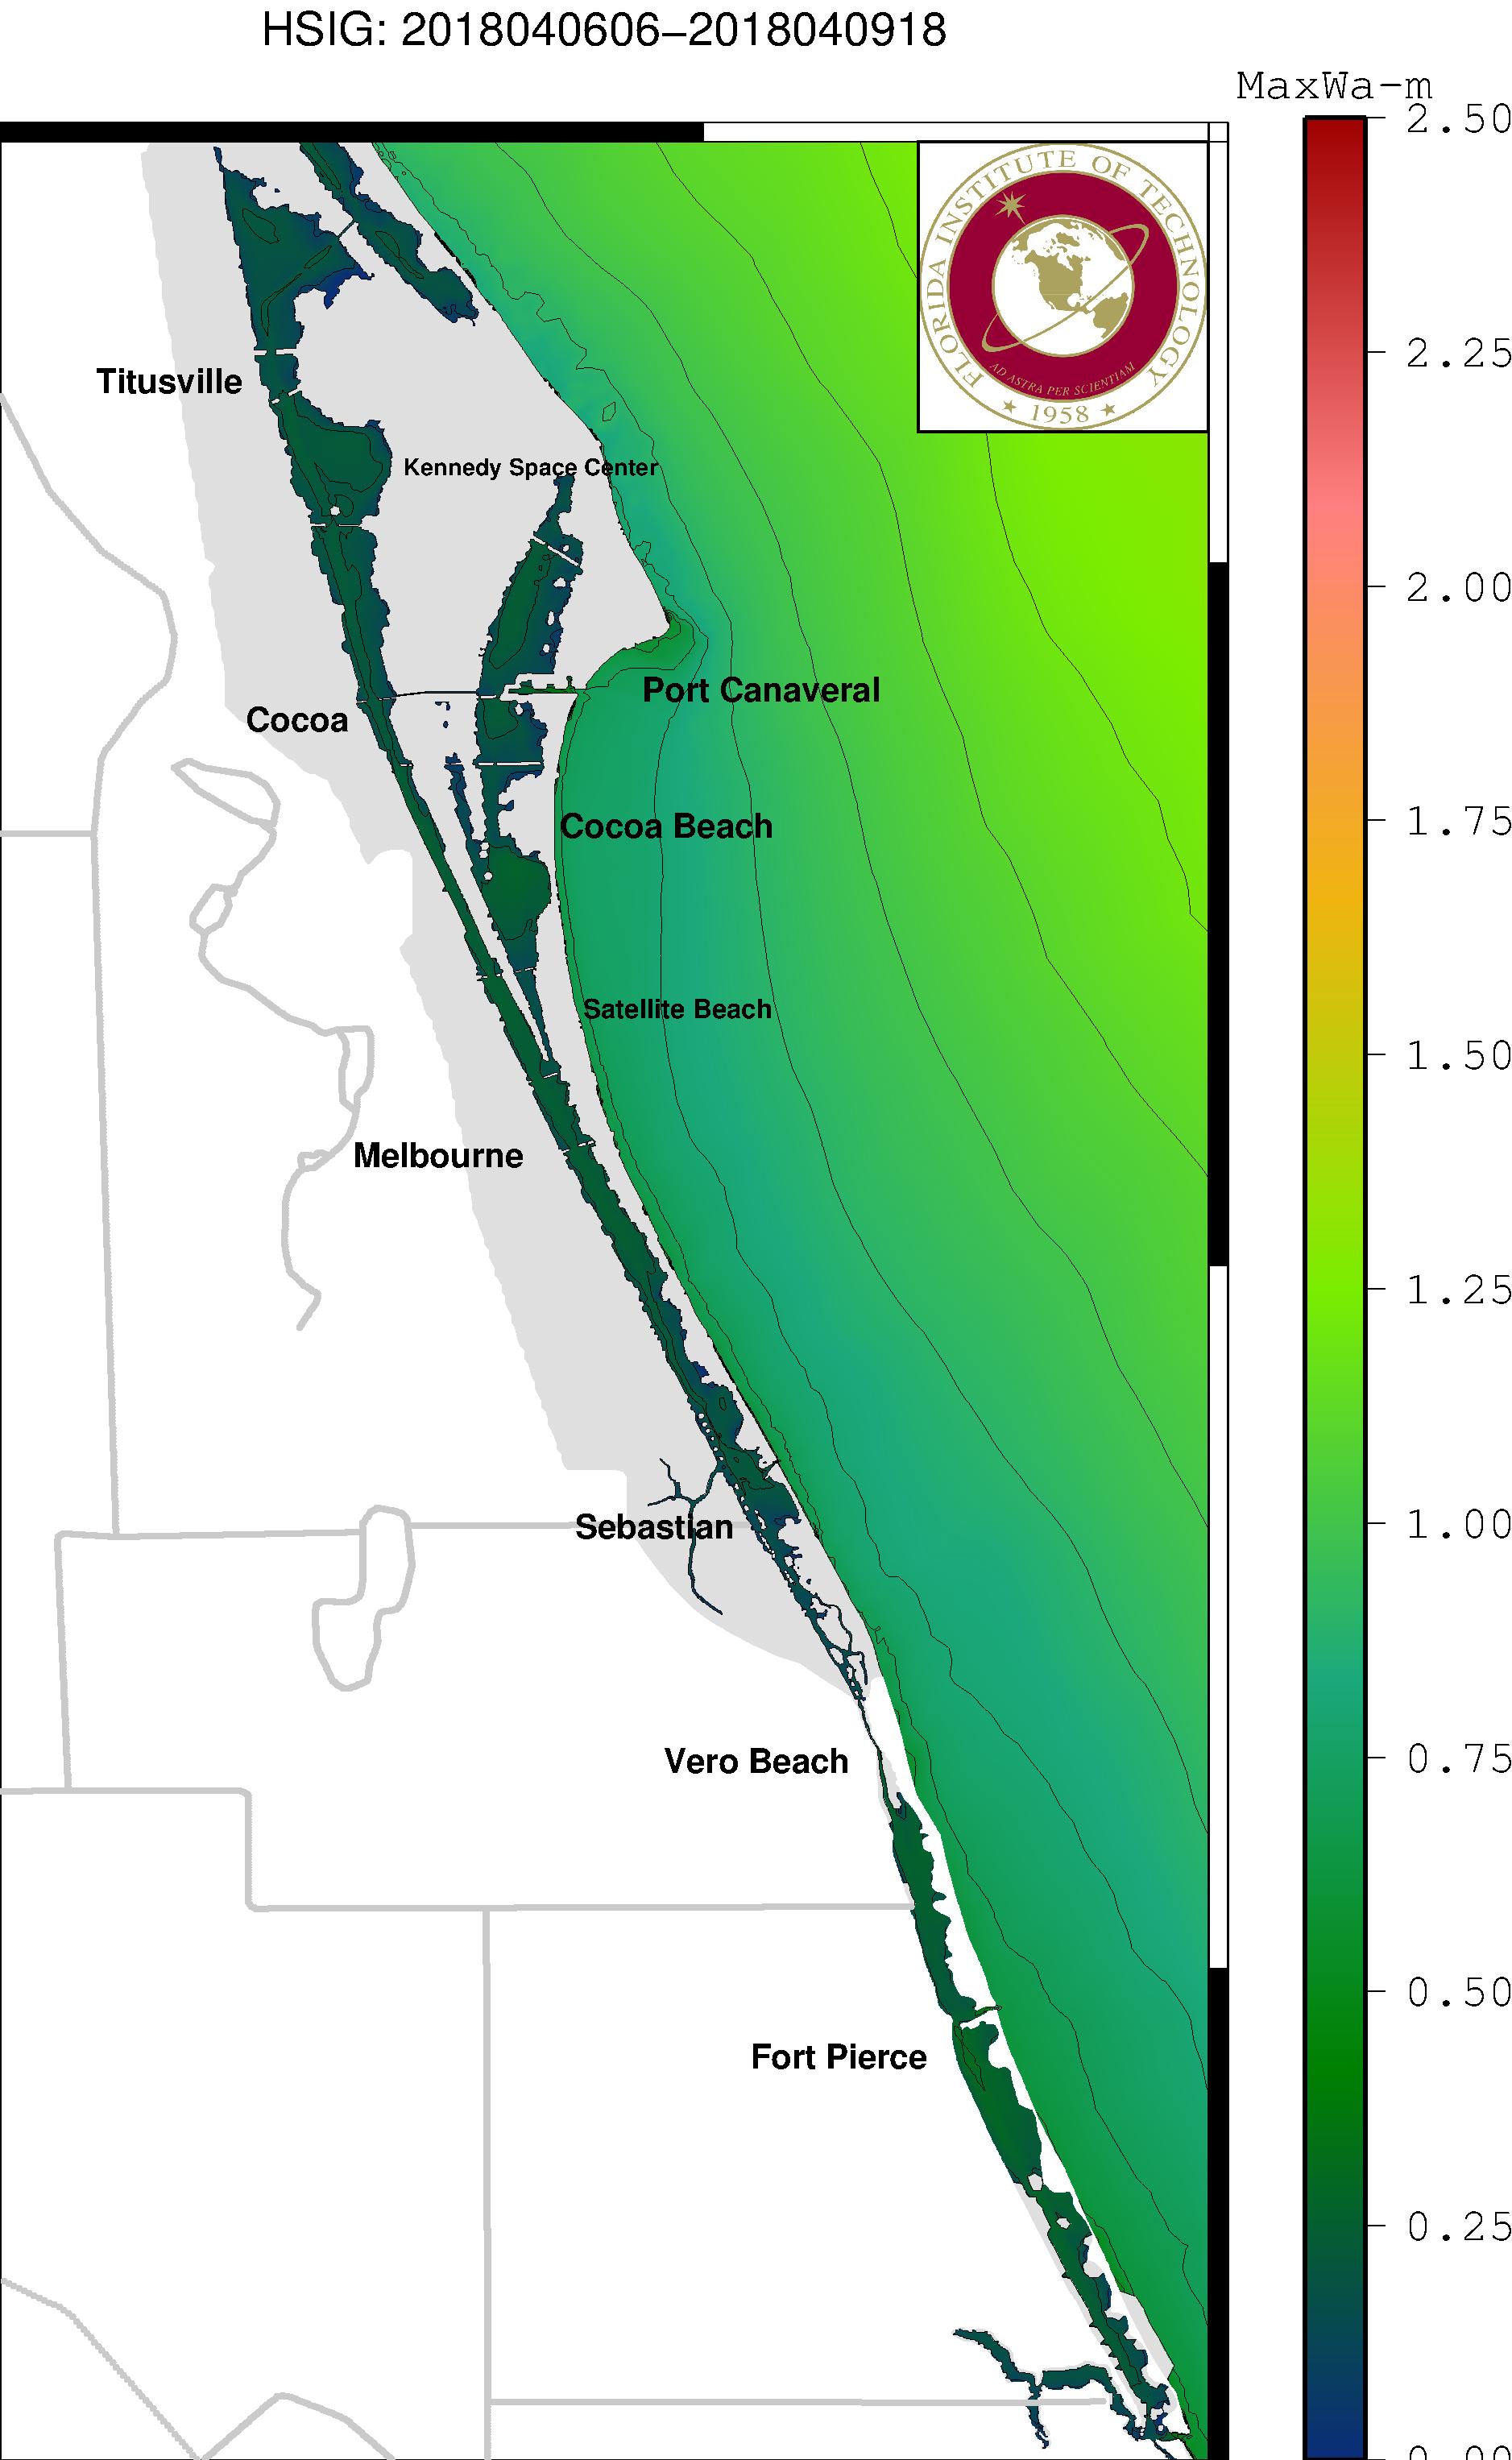 HSIG: 2018040606–2018040918
MaxWa-m
2.50
2.25
2.00
1.75
1.50
1.25
1.00
0.75
0.50
0.25
0.00
FLORIDA INSTITUTE OF TECHNOLOGY
AD ASTRA PER SCIENTIAM
★ 1958 ★
Titusville
Kennedy Space Center
Port Canaveral
Cocoa
Cocoa Beach
Satellite Beach
Melbourne
Sebastian
Vero Beach
Fort Pierce